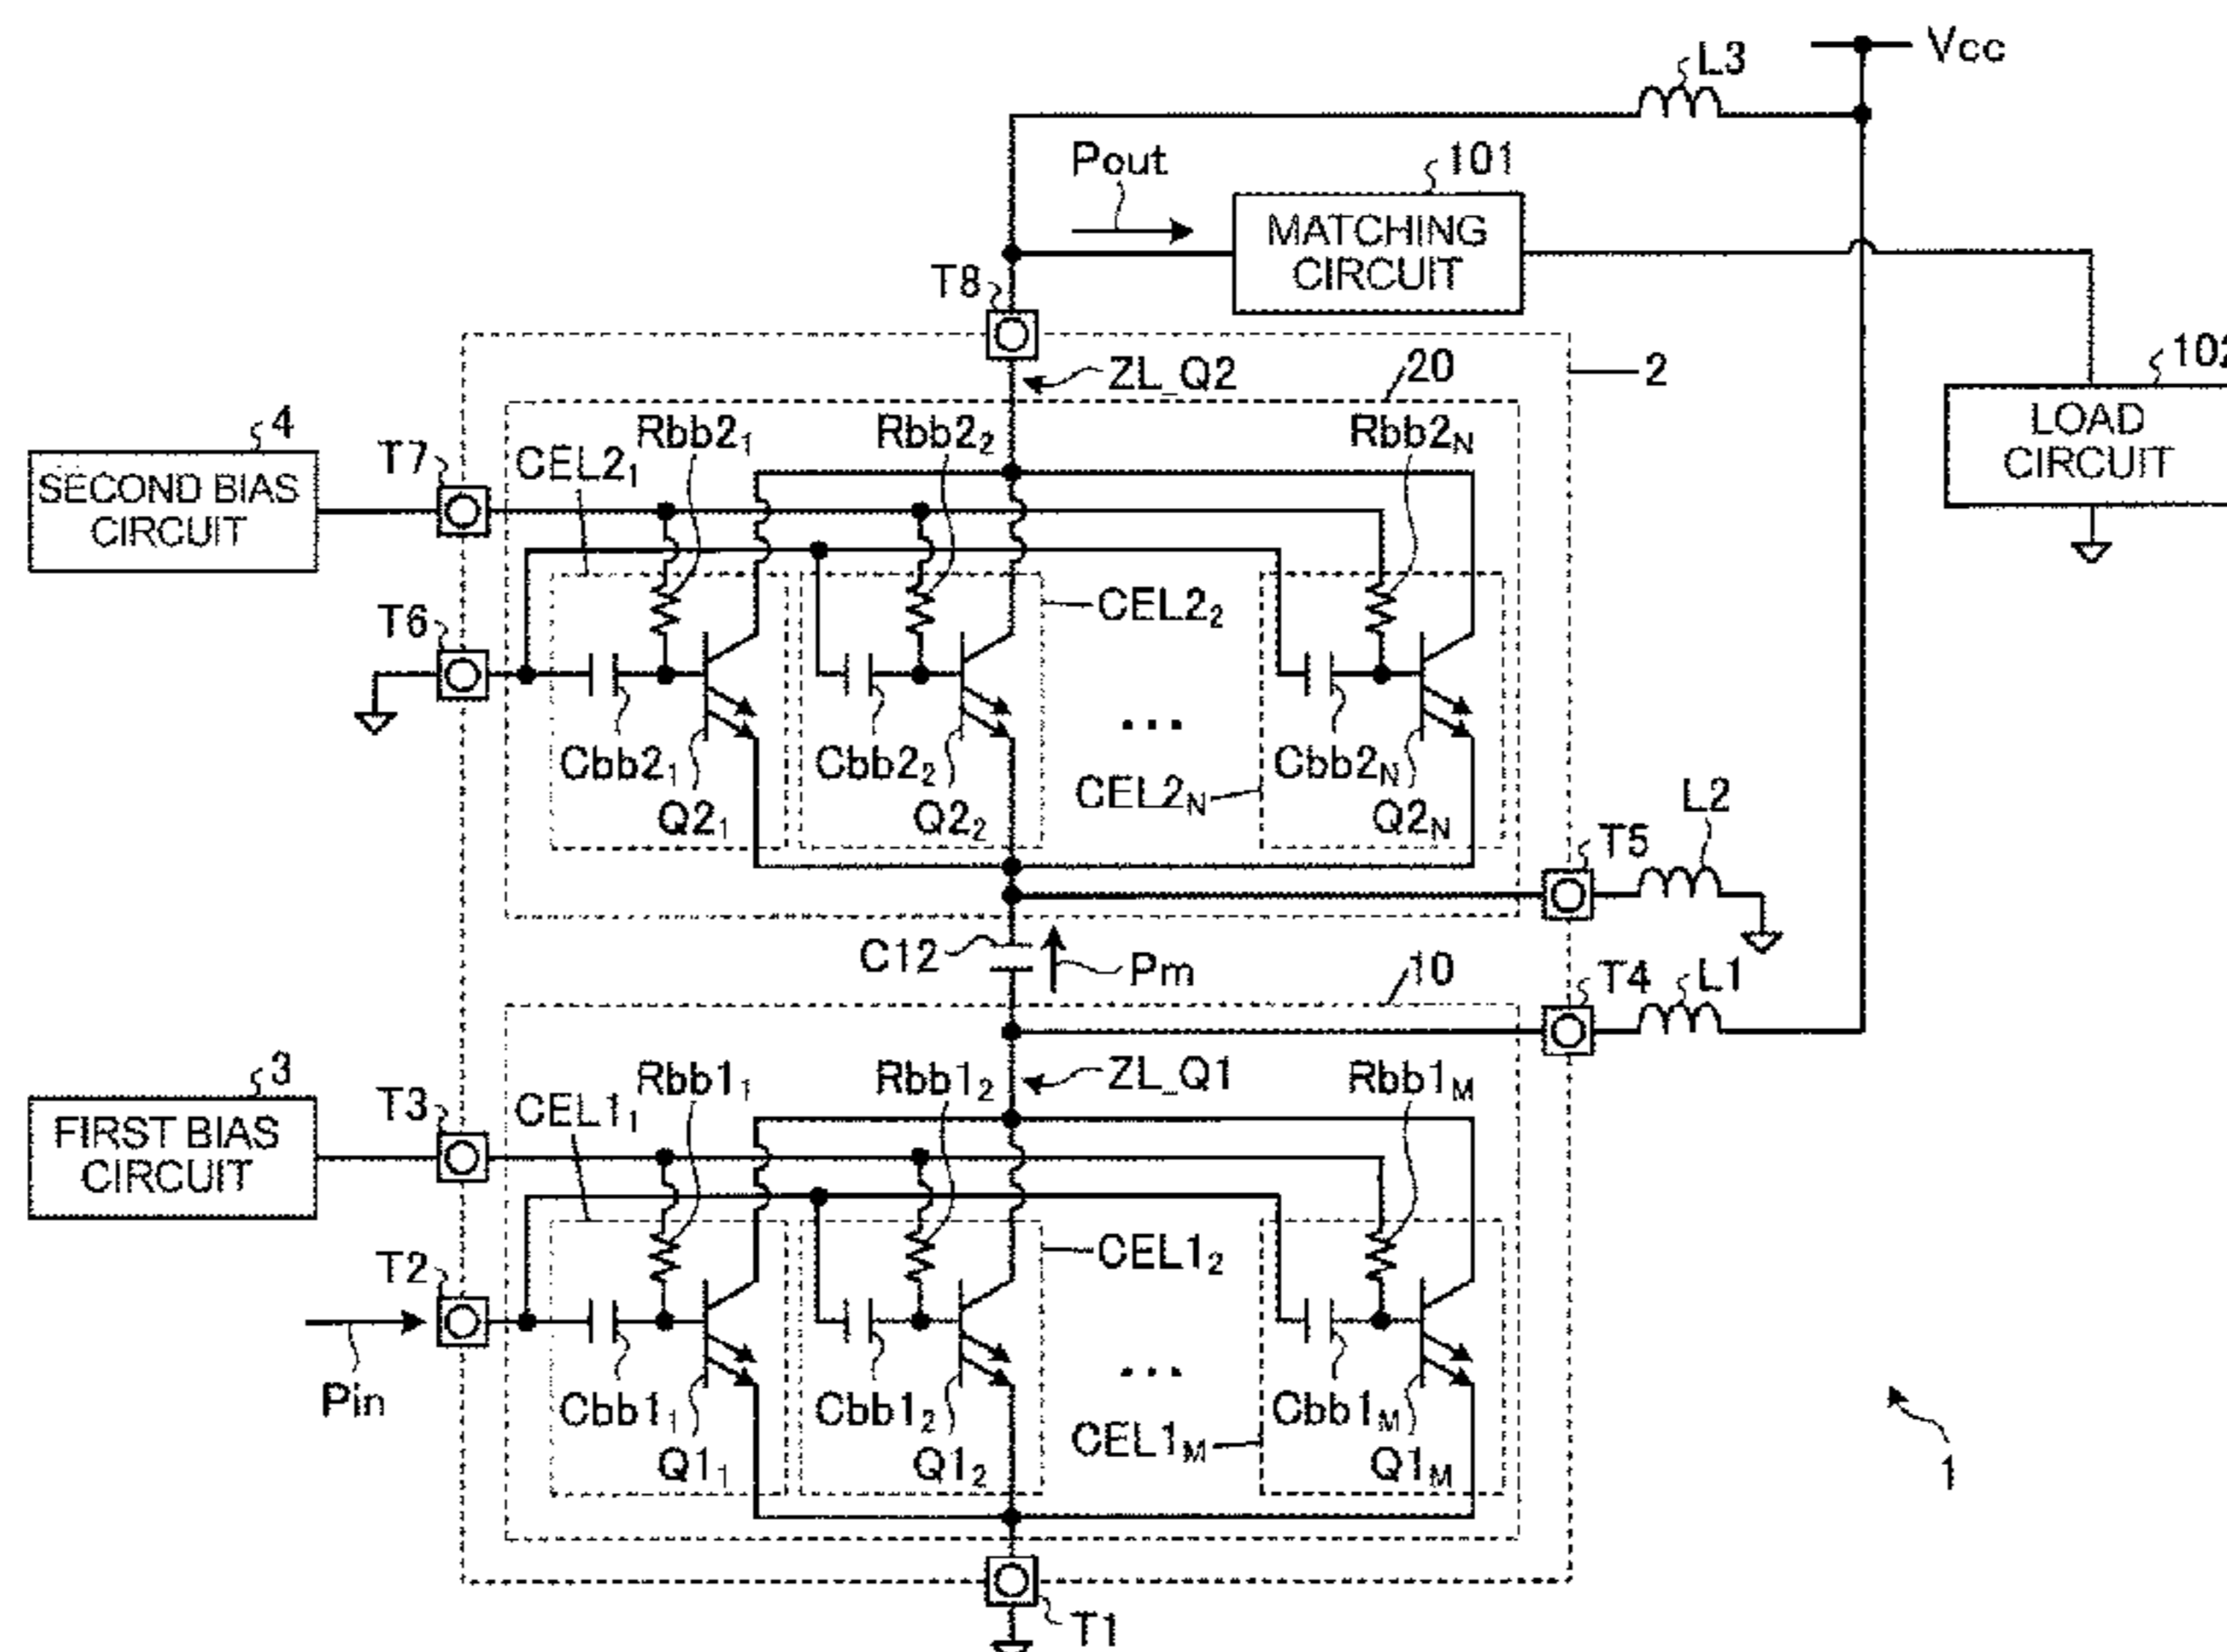 Vcc
L3
Pout
101
MATCHING
CIRCUIT
T8
ZL_Q2
20
2
102
LOAD
CIRCUIT
4
SECOND BIAS
CIRCUIT
T7
CEL2₁
Rbb2₁
Rbb2₂
Rbb2N
T6
CEL2₂
Cbb2₁
Cbb2₂
Cbb2N
Q2₁
Q2₂
CEL2N
Q2N
...
T5
L2
C12
Pm
10
T4
L1
3
FIRST BIAS
CIRCUIT
T3
CEL1₁
Rbb1₁
Rbb1₂
ZL_Q1
Rbb1M
T2
CEL1₂
Pin
Cbb1₁
Cbb1₂
...
Cbb1M
Q1₁
Q1₂
CEL1M
Q1M
1
T1